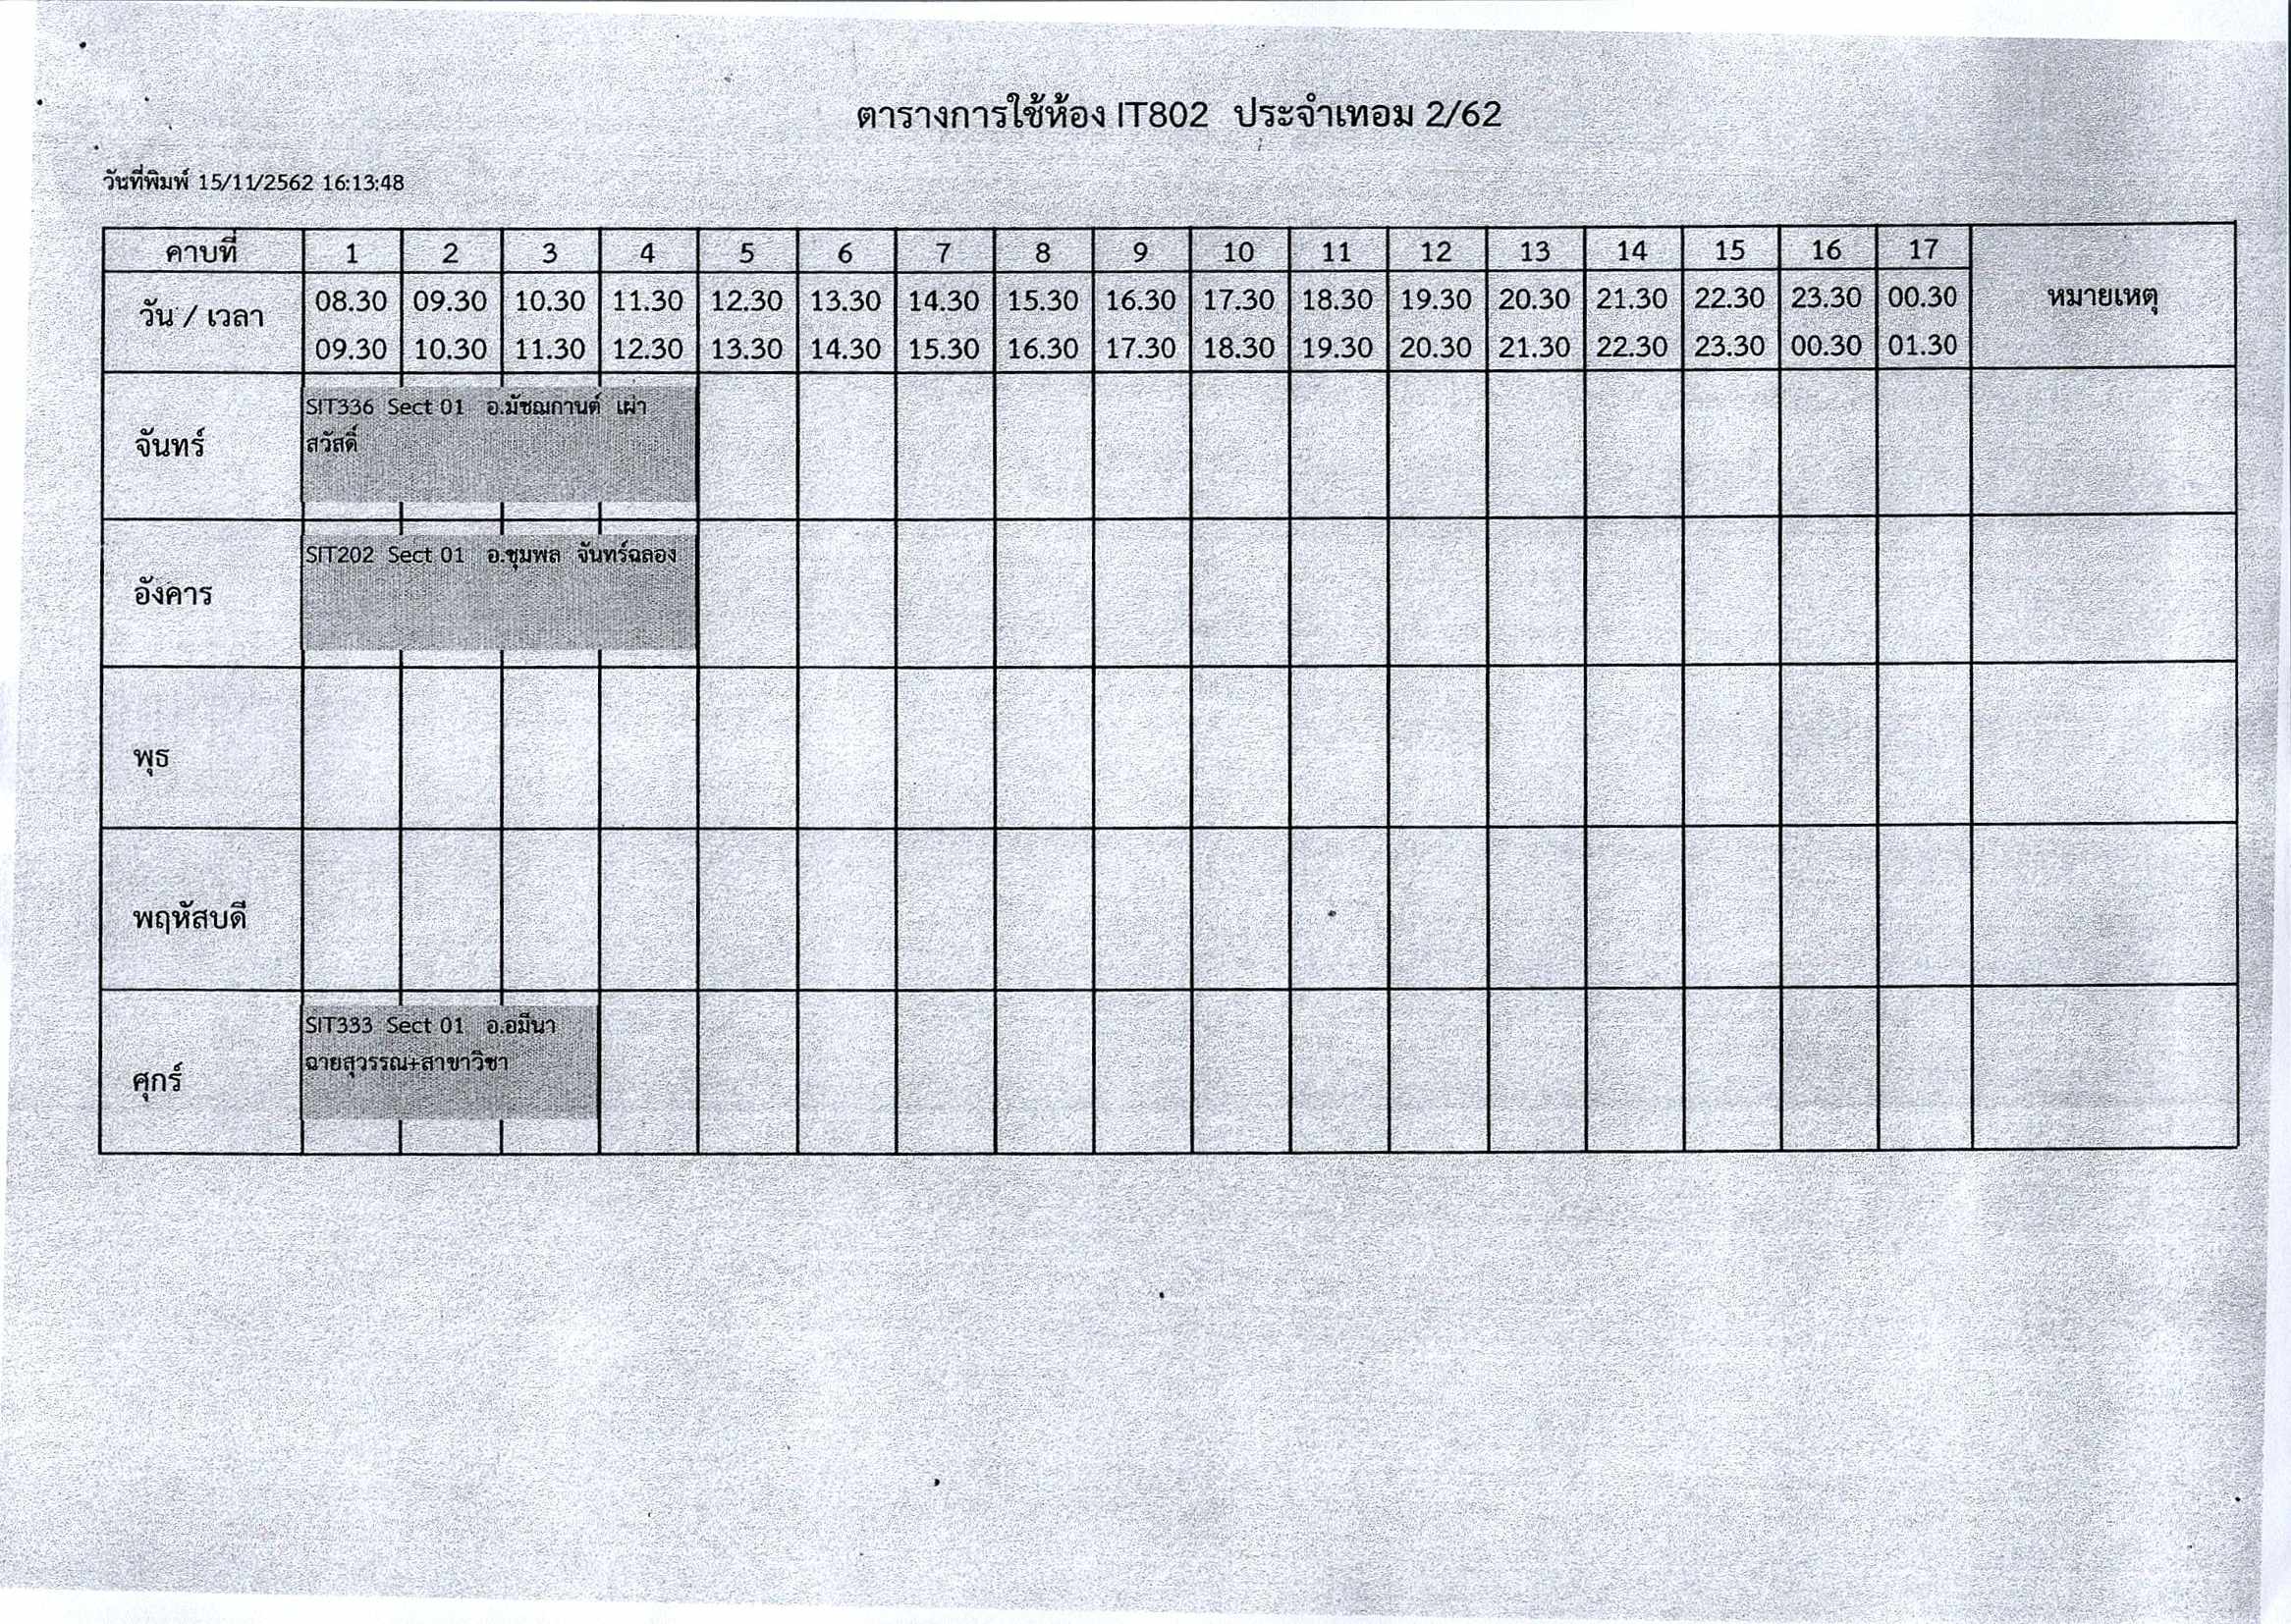 ตารางการใช้ห้อง IT802 ประจำเทอม 2/62
วันที่พิมพ์ 15/11/2562 16:13:48
คาบที่ 1 2 3 4 5 6 7 8 9 10 11 12 13 14 15 16 17 หมายเหตุ
วัน / เวลา
08.30 09.30 10.30 11.30 12.30 13.30 14.30 15.30 16.30 17.30 18.30 19.30 20.30 21.30 22.30 23.30 00.30
09.30 10.30 11.30 12.30 13.30 14.30 15.30 16.30 17.30 18.30 19.30 20.30 21.30 22.30 23.30 00.30 01.30
จันทร์
SIT336 Sect 01 อ.มัชฌกานต์ เผ่า
สวัสดิ์
อังคาร
SIT202 Sect 01 อ.ชุมพล จันทร์ฉลอง
พุธ
พฤหัสบดี
ศุกร์
SIT333 Sect 01 อ.อมีนา
ฉายสุวรรณ+สาขาวิชา